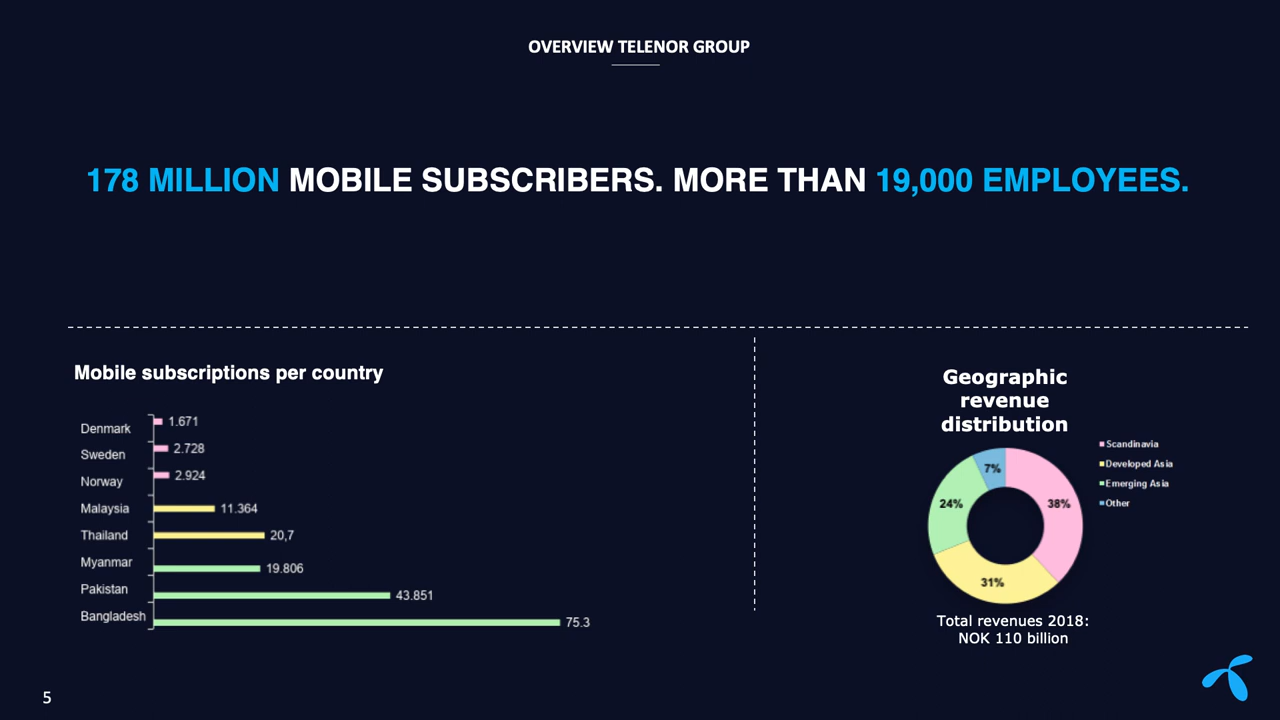 OVERVIEW TELENOR GROUP
178 MILLION MOBILE SUBSCRIBERS. MORE THAN 19,000 EMPLOYEES.
Mobile subscriptions per country
Denmark 1.671
Sweden 2.728
Norway 2.924
Malaysia 11.364
Thailand 20,7
Myanmar 19.806
Pakistan 43.851
Bangladesh 75.3
Geographic
revenue
distribution
Scandinavia
Developed Asia
Emerging Asia
Other
7%
24%
38%
31%
Total revenues 2018:
NOK 110 billion
5